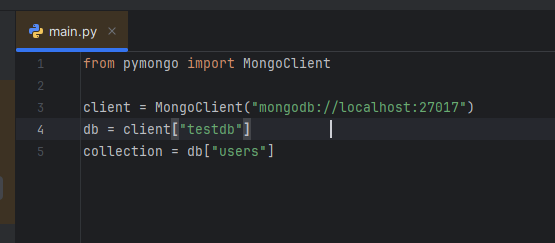 main.py
1 from pymongo import MongoClient
2
3 client = MongoClient("mongodb://localhost:27017")
4 db = client["testdb"]
5 collection = db["users"]